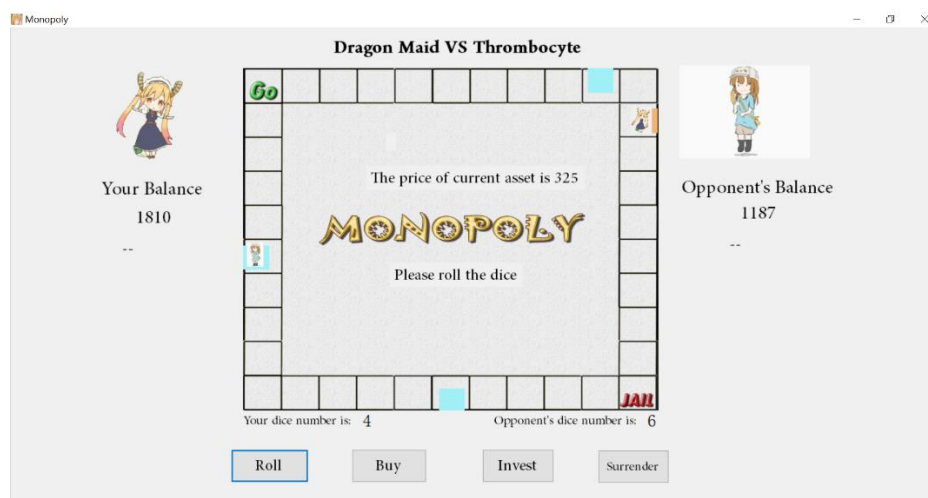 Monopoly
Dragon Maid VS Thrombocyte
Go
The price of current asset is 325
Your Balance
1810
--
Opponent's Balance
1187
--
MONOPOLY
Please roll the dice
JAIL
Your dice number is: 4
Opponent's dice number is: 6
Roll
Buy
Invest
Surrender